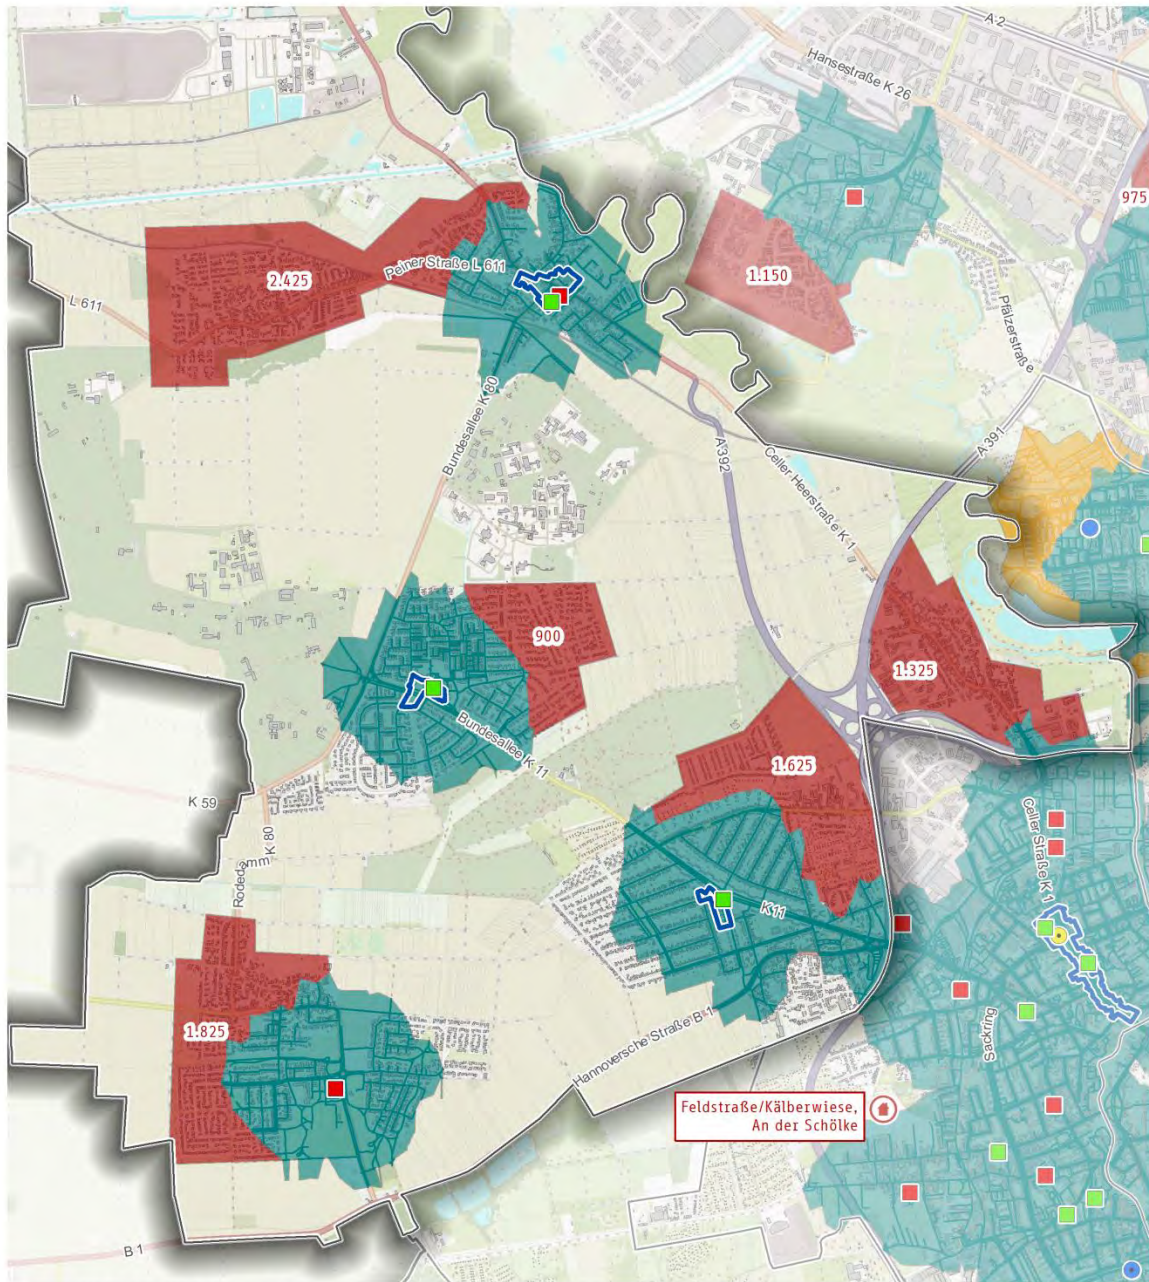 A 2
Hansestraße K 26
975
2.425
Peiner Straße L 611
1.150
L 611
Pfälzerstraße
Bundesallee K 80
A 392
Celler Heerstraße K 1
A 391
900
1.325
Bundesallee K 11
1.625
K 59
Rodedamm K 80
Celler Straße K 1
K 11
1.825
Sackring
Hannoversche Straße B 1
Feldstraße/Kälberwiese,
An der Schölke
B 1